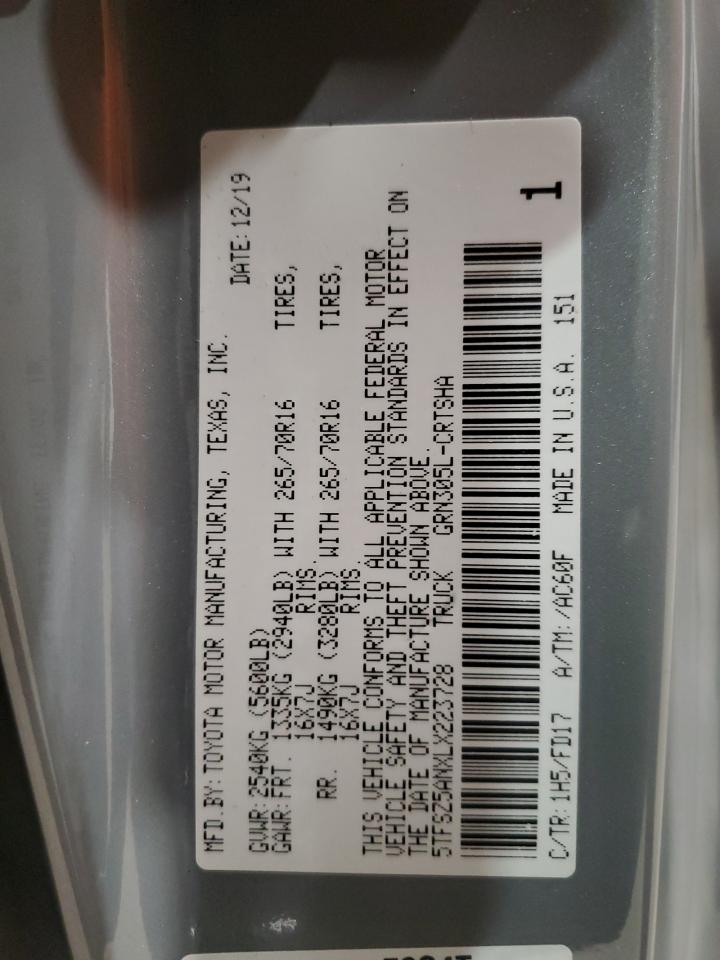 MFD.BY: TOYOTA MOTOR MANUFACTURING, TEXAS, INC.
DATE: 12/19
GVWR: 2540KG (5600LB)
GAWR: FRT. 1335KG (2940LB) WITH 265/70R16 TIRES,
16X7J RIMS.
RR. 1490KG (3280LB) WITH 265/70R16 TIRES,
16X7J RIMS.
THIS VEHICLE CONFORMS TO ALL APPLICABLE FEDERAL MOTOR
VEHICLE SAFETY AND THEFT PREVENTION STANDARDS IN EFFECT ON
THE DATE OF MANUFACTURE SHOWN ABOVE.
5TFSZ5ANXLX223728 TRUCK GRN305L-CRTSHA
1
C/TR: 1H5/FD17 A/TM: /AC60F MADE IN U.S.A. 151